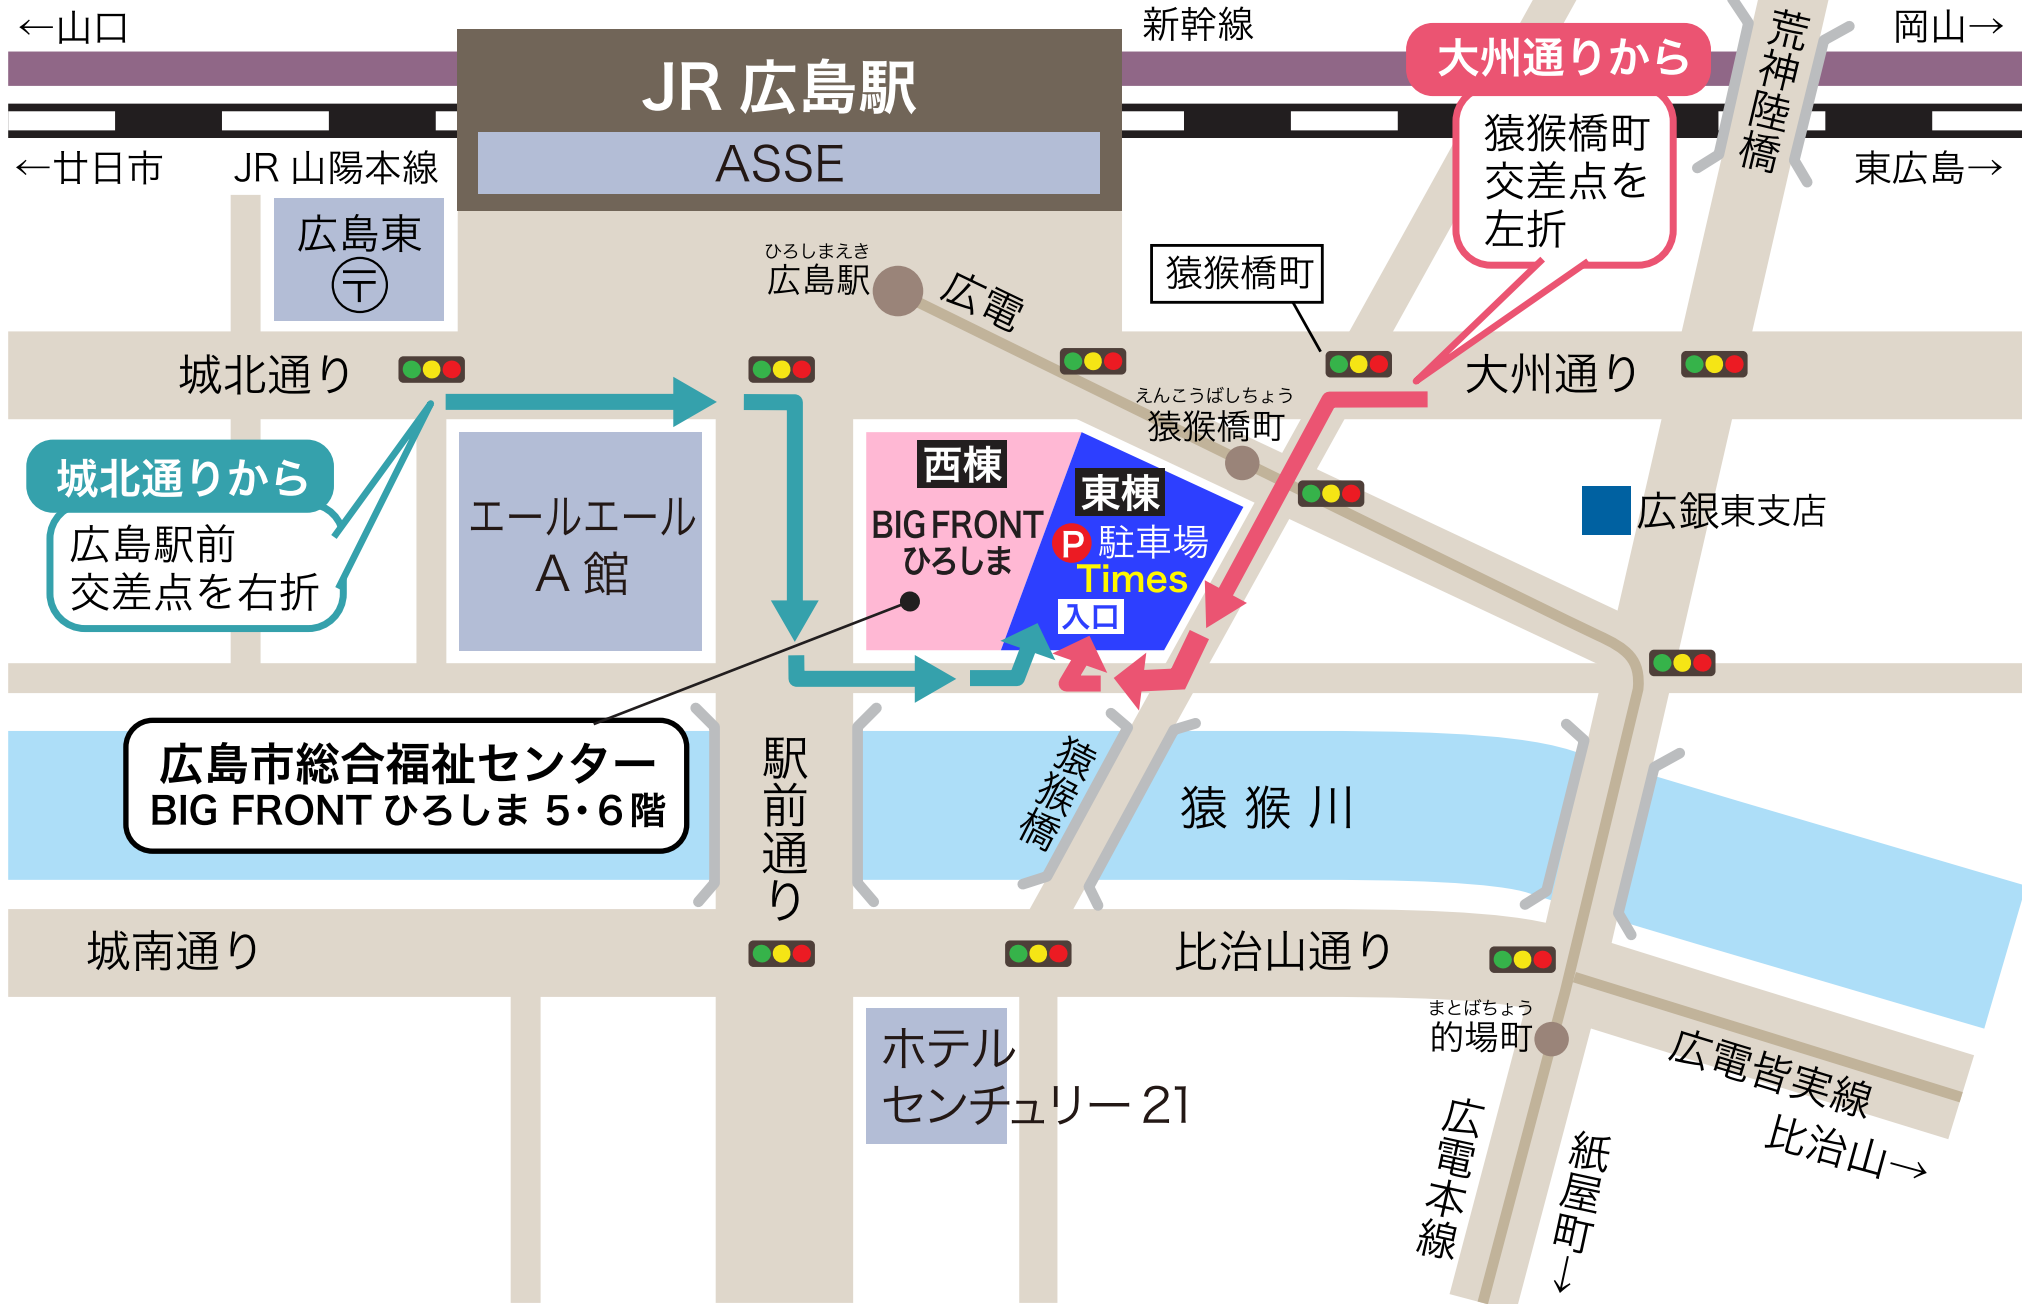 ←山口
新幹線
岡山→
JR 広島駅
ASSE
←廿日市
JR 山陽本線
東広島→
荒神陸橋
大州通りから
猿猴橋町
交差点を
左折
広島東
〒
ひろしまえき
広島駅
広電
猿猴橋町
城北通り
大州通り
えんこうばしちょう
猿猴橋町
城北通りから
広島駅前
交差点を右折
エールエール
A 館
西棟
BIG FRONT
ひろしま
東棟
P 駐車場
Times
入口
広銀東支店
広島市総合福祉センター
BIG FRONT ひろしま 5・6階
駅前通り
猿猴橋
猿猴川
城南通り
比治山通り
ホテル
センチュリー 21
まとばちょう
的場町
広電皆実線
比治山→
広電本線
紙屋町→